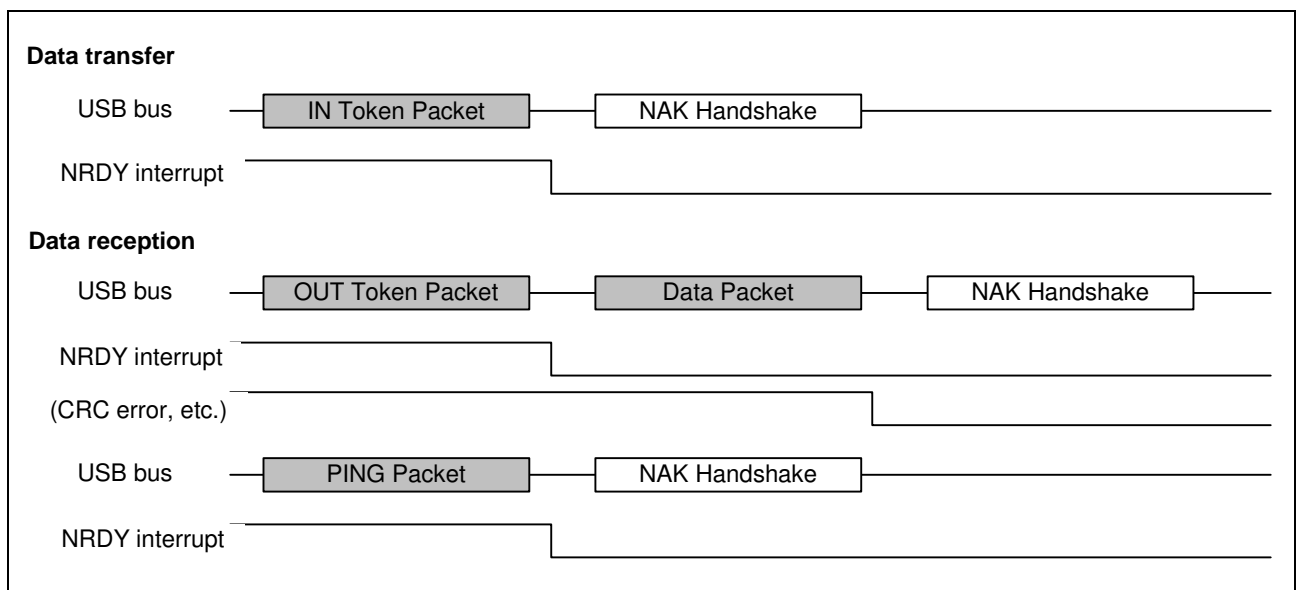 Data transfer
USB bus IN Token Packet NAK Handshake
NRDY interrupt
Data reception
USB bus OUT Token Packet Data Packet NAK Handshake
NRDY interrupt
(CRC error, etc.)
USB bus PING Packet NAK Handshake
NRDY interrupt